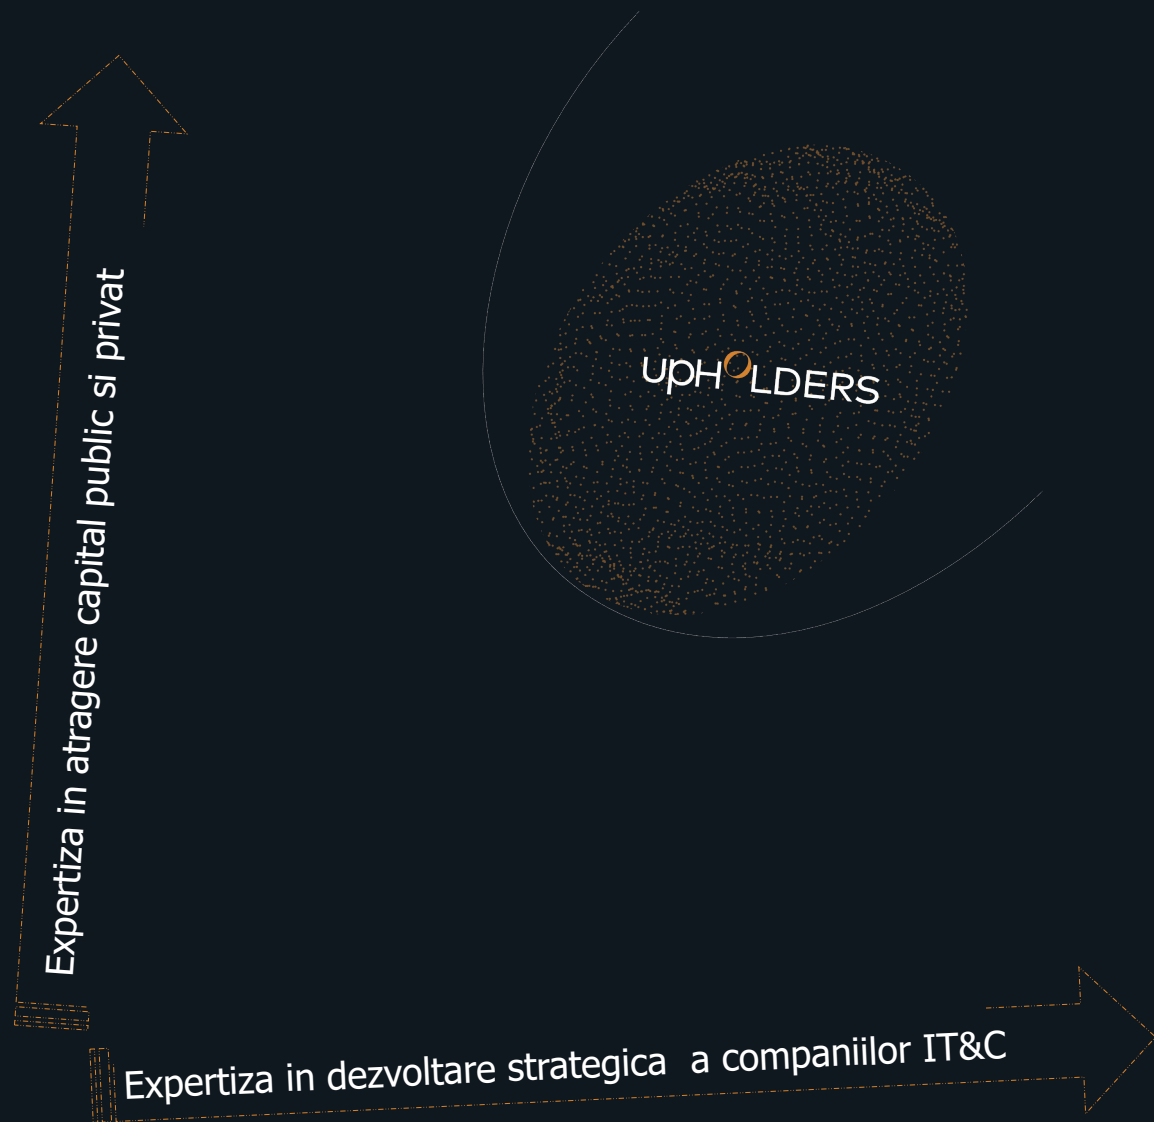 upHOLDERS
Expertiza in atragere capital public si privat
Expertiza in dezvoltare strategica  a companiilor IT&C